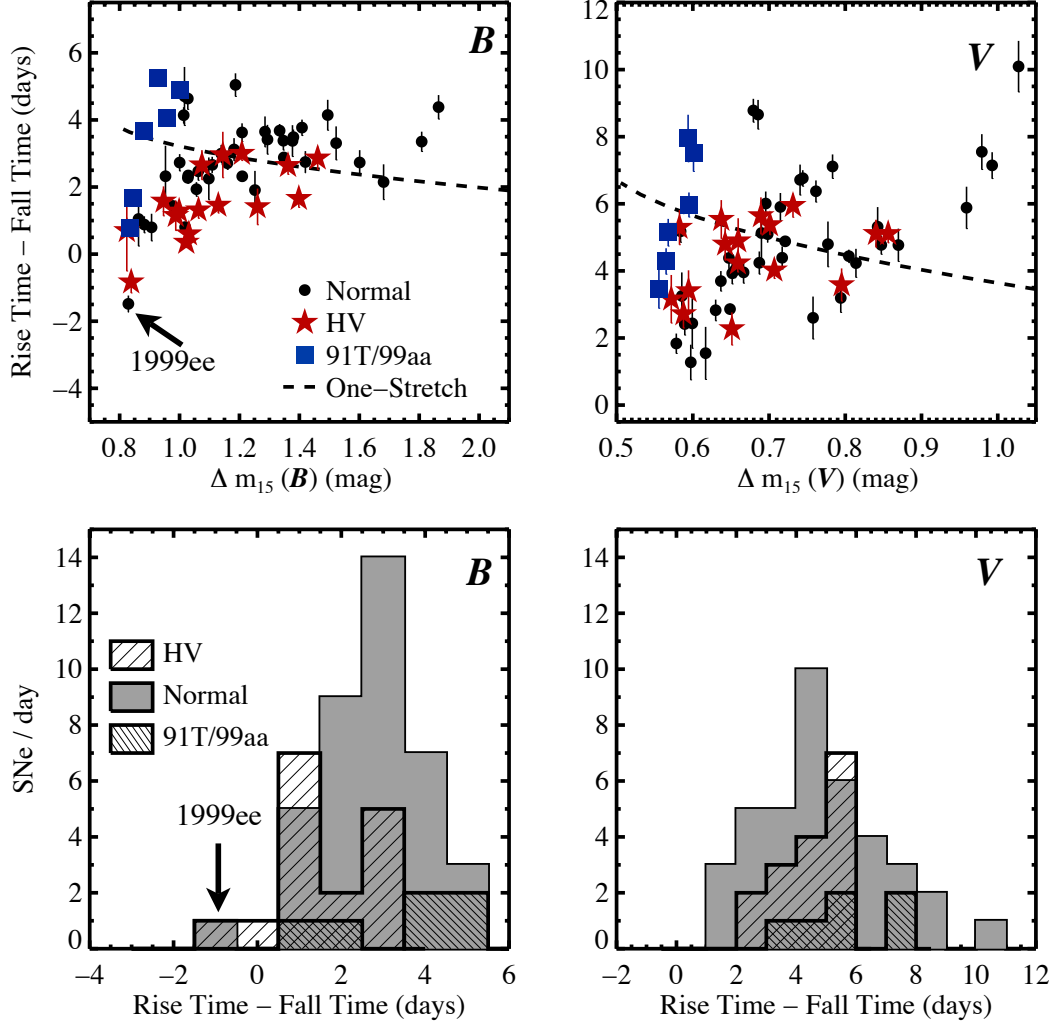 B
6
4
2
0
−2
−4
Rise Time − Fall Time (days)
Normal
HV
91T/99aa
One−Stretch
1999ee
0.8 1.0 1.2 1.4 1.6 1.8 2.0
Δ m15 (B) (mag)
V
12
10
8
6
4
2
0
0.5 0.6 0.7 0.8 0.9 1.0
Δ m15 (V) (mag)
B
14
12
10
8
6
4
2
0
SNe / day
HV
Normal
91T/99aa
1999ee
−4 −2 0 2 4 6
Rise Time − Fall Time (days)
V
14
12
10
8
6
4
2
0
−2 0 2 4 6 8 10 12
Rise Time − Fall Time (days)